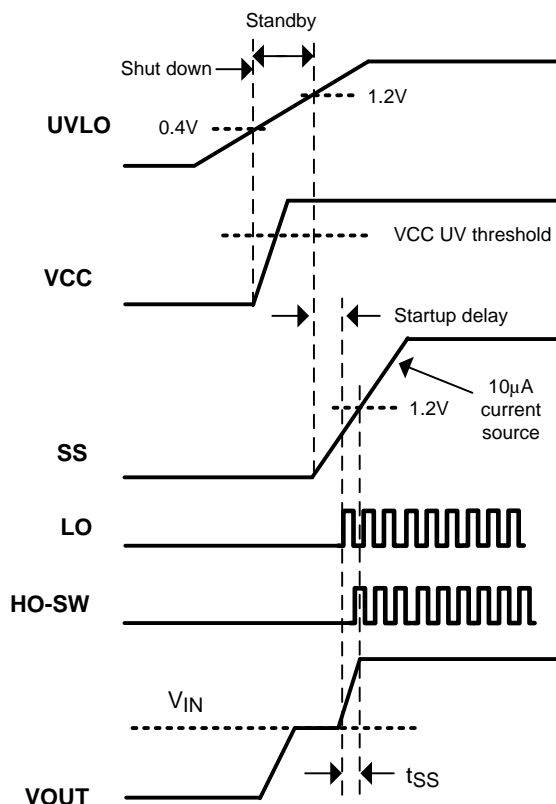 Standby
Shut down
1.2V
UVLO
0.4V
VCC UV threshold
VCC
Startup delay
10μA
current
source
1.2V
SS
LO
HO-SW
VIN
tSS
VOUT